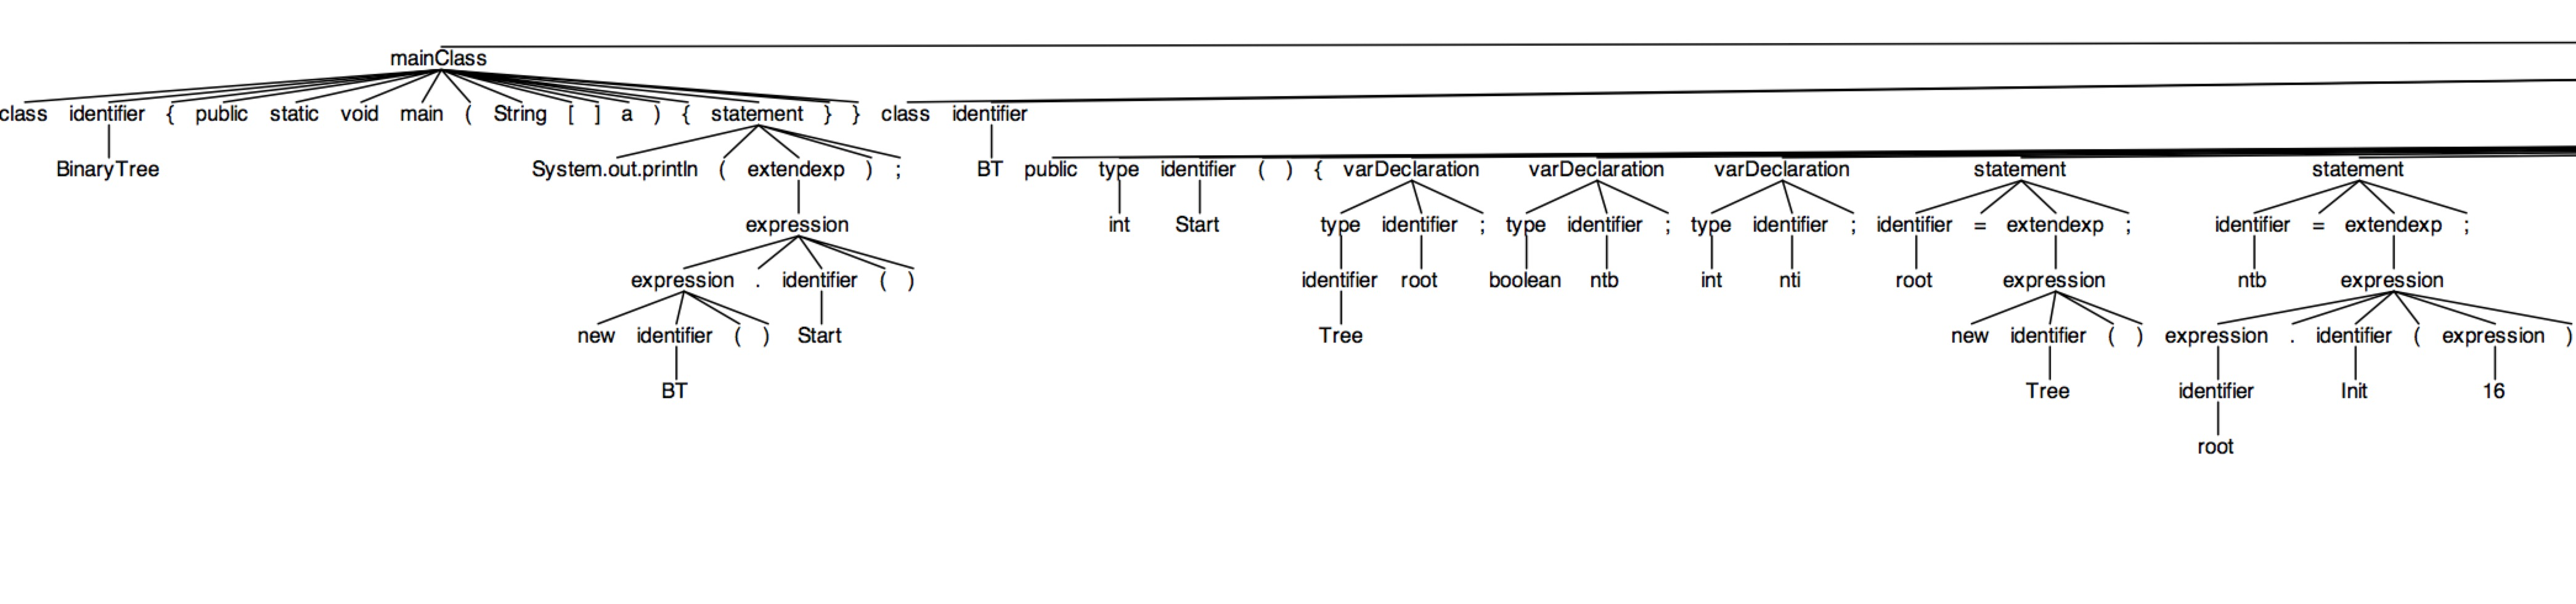 mainClass
class identifier { public static void main ( String [ ] a ) { statement } } class identifier
BinaryTree System.out.println ( extendexp ) ; BT public type identifier ( ) { varDeclaration varDeclaration varDeclaration statement statement
expression int Start type identifier ; type identifier ; type identifier ; identifier = extendexp ; identifier = extendexp ;
expression . identifier ( ) identifier root boolean ntb int nti root expression ntb expression
new identifier ( ) Start Tree new identifier ( ) expression . identifier ( expression )
BT Tree identifier Init 16
root